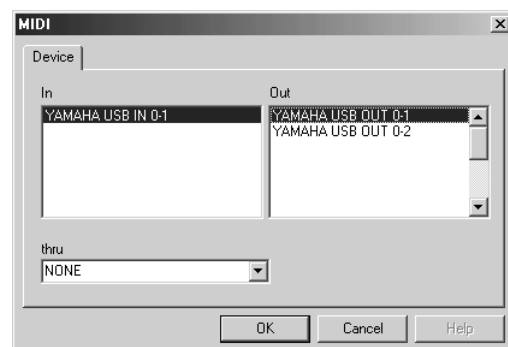 MIDI
Device
In
Out
YAMAHA USB IN 0-1
YAMAHA USB OUT 0-1
YAMAHA USB OUT 0-2
thru
NONE
OK
Cancel
Help